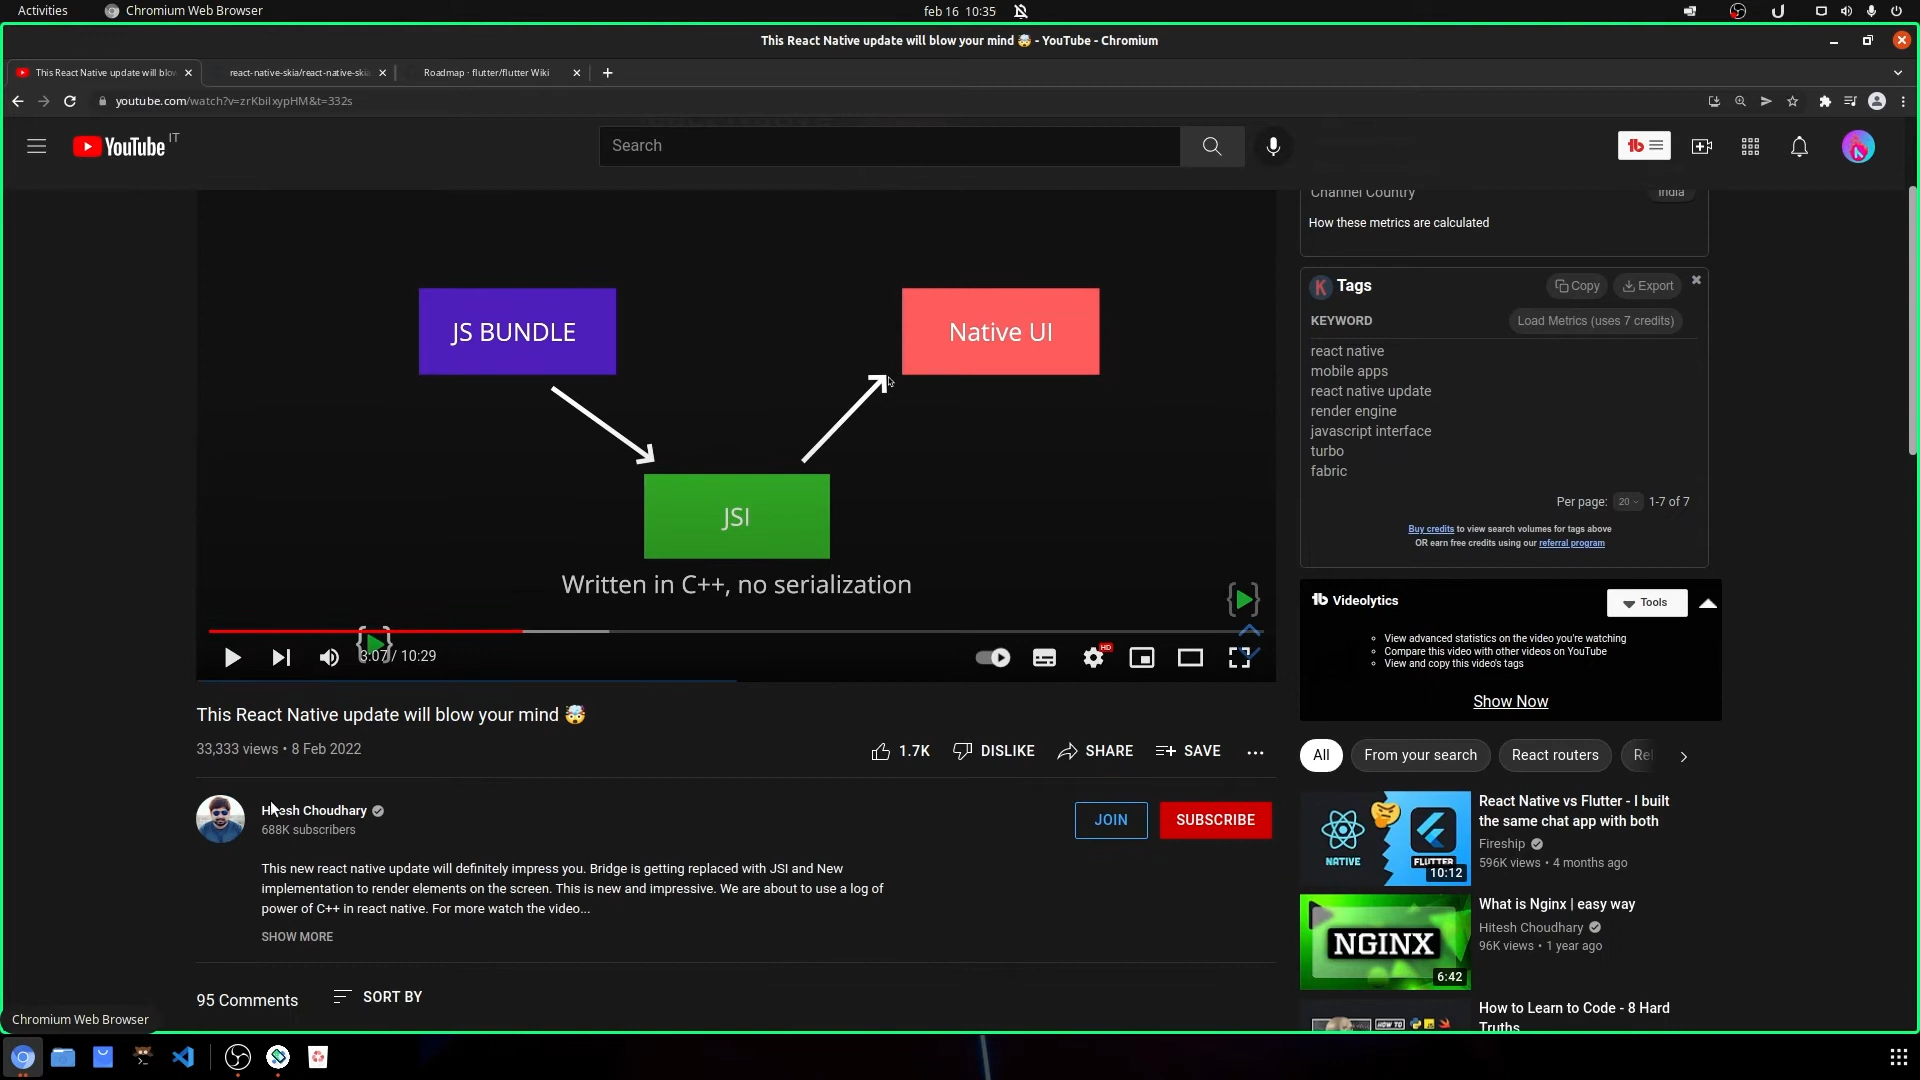 Activities
Chromium Web Browser
feb 16 10:35
This React Native update will blow your mind 🤯 - YouTube - Chromium
This React Native update will blow
react-native-skia/react-native-skia
Roadmap · flutter/flutter Wiki
youtube.com/watch?v=zrKbiIxypHM&t=332s
YouTube IT
Search
JS BUNDLE
Native UI
JSI
Written in C++, no serialization
3:07 / 10:29
HD
This React Native update will blow your mind 🤯
33,333 views • 8 Feb 2022
1.7K
DISLIKE
SHARE
SAVE
Hitesh Choudhary
688K subscribers
JOIN
SUBSCRIBE
This new react native update will definitely impress you. Bridge is getting replaced with JSI and New
implementation to render elements on the screen. This is new and impressive. We are about to use a log of
power of C++ in react native. For more watch the video...
SHOW MORE
95 Comments
SORT BY
Chromium Web Browser
Channel Country
India
How these metrics are calculated
K Tags
Copy
Export
KEYWORD
Load Metrics (uses 7 credits)
react native
mobile apps
react native update
render engine
javascript interface
turbo
fabric
Per page: 20 1-7 of 7
Buy credits to view search volumes for tags above
OR earn free credits using our referral program
tb Videolytics
Tools
View advanced statistics on the video you're watching
Compare this video with other videos on YouTube
View and copy this video's tags
Show Now
All
From your search
React routers
Rel
NATIVE
FLUTTER
10:12
React Native vs Flutter - I built
the same chat app with both
Fireship
596K views • 4 months ago
NGINX
6:42
What is Nginx | easy way
Hitesh Choudhary
96K views • 1 year ago
HOW TO
How to Learn to Code - 8 Hard
Truths